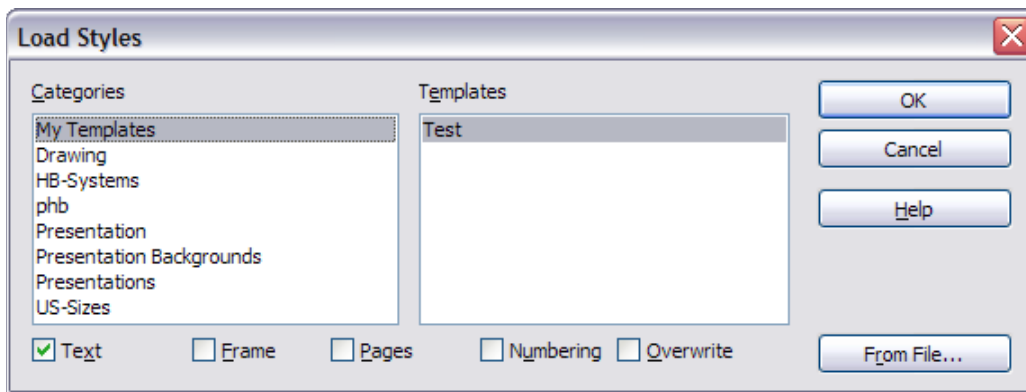 Load Styles
Categories
My Templates
Drawing
HB-Systems
phb
Presentation
Presentation Backgrounds
Presentations
US-Sizes
Templates
Test
OK
Cancel
Help
Text Frame Pages Numbering Overwrite
From File...